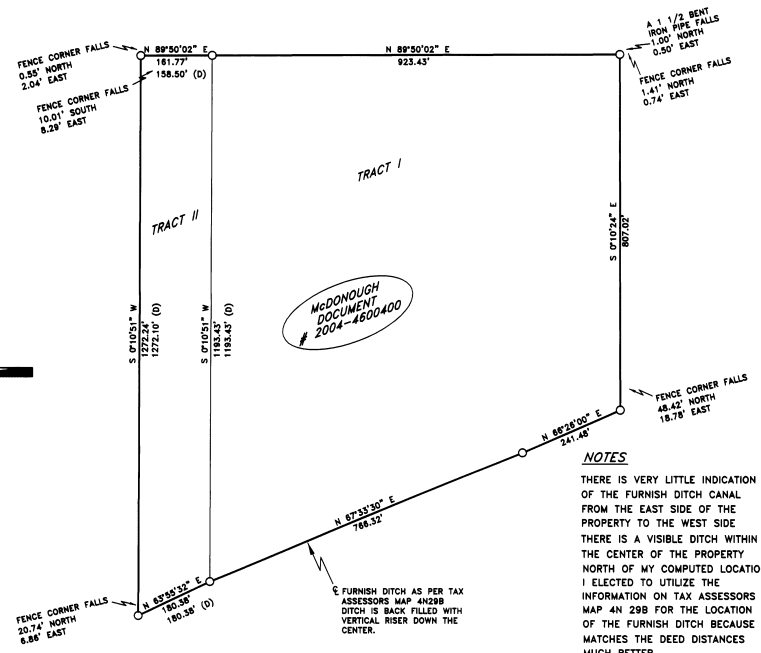 FENCE CORNER FALLS
0.55' NORTH
2.04' EAST
N 89°50'02" E
161.77'
158.50' (D)
N 89°50'02" E
923.43'
A 1 1/2 BENT
IRON PIPE FALLS
1.00' NORTH
0.50' EAST
FENCE CORNER FALLS
1.41' NORTH
0.74' EAST
FENCE CORNER FALLS
10.01' SOUTH
8.29' EAST
TRACT I
TRACT II
S 0°10'24" E
807.02'
McDONOUGH
DOCUMENT
# 2004-4600400
S 0°10'51" W
1272.24'
1272.10' (D)
S 0°10'51" W (D)
1193.43'
1193.43' (D)
FENCE CORNER FALLS
48.42' NORTH
18.78' EAST
N 66°26'00" E
241.48'
N 67°33'30" E
766.32'
N 63°55'32" E
180.38'
180.38' (D)
FENCE CORNER FALLS
20.74' NORTH
6.86' EAST
℄ FURNISH DITCH AS PER TAX
ASSESSORS MAP 4N29B
DITCH IS BACK FILLED WITH
VERTICAL RISER DOWN THE
CENTER.
NOTES
THERE IS VERY LITTLE INDICATION
OF THE FURNISH DITCH CANAL
FROM THE EAST SIDE OF THE
PROPERTY TO THE WEST SIDE
THERE IS A VISIBLE DITCH WITHIN
THE CENTER OF THE PROPERTY
NORTH OF MY COMPUTED LOCATIO
I ELECTED TO UTILIZE THE
INFORMATION ON TAX ASSESSORS
MAP 4N 29B FOR THE LOCATION
OF THE FURNISH DITCH BECAUSE
MATCHES THE DEED DISTANCES
MUCH BETTER